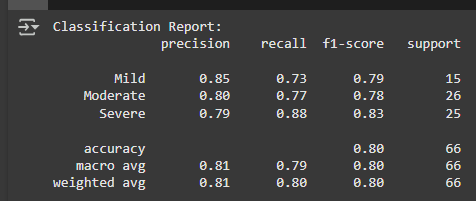 Classification Report:
precision recall f1-score support
Mild 0.85 0.73 0.79 15
Moderate 0.80 0.77 0.78 26
Severe 0.79 0.88 0.83 25
accuracy 0.80 66
macro avg 0.81 0.79 0.80 66
weighted avg 0.81 0.80 0.80 66